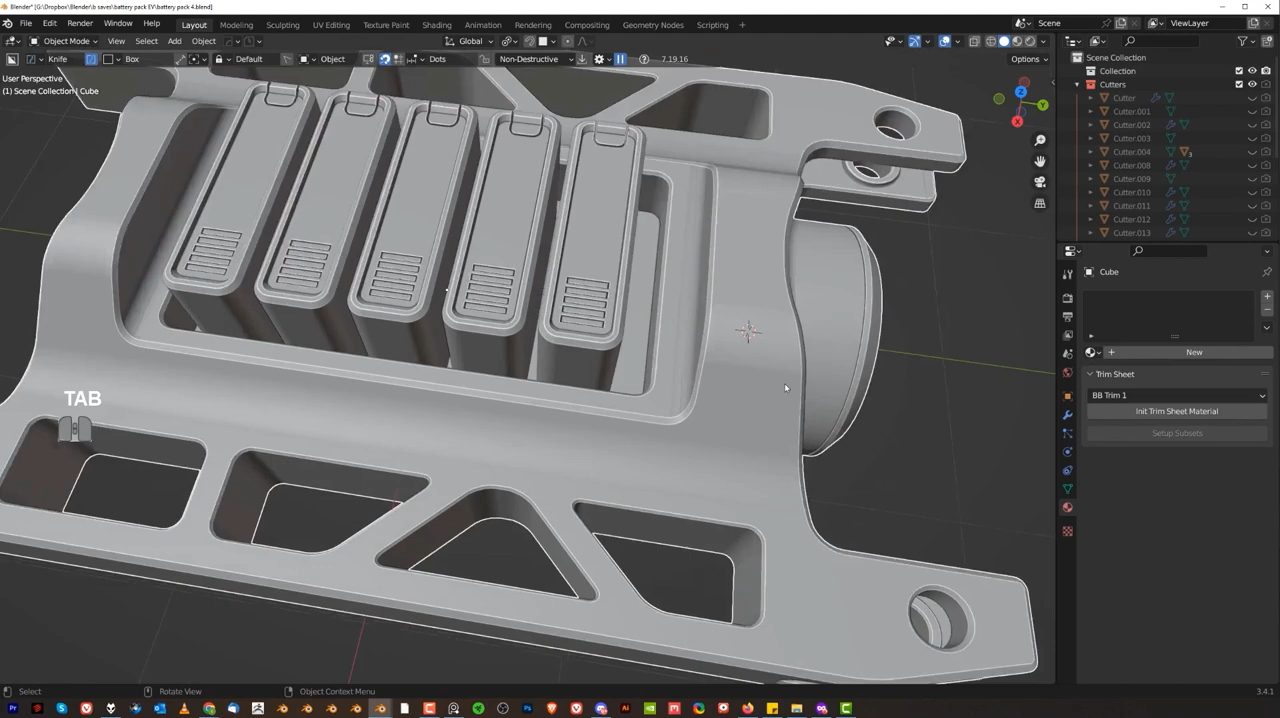 Blender* [G:\Dropbox\b saves\battery pack EV\battery pack 4.blend]
File Edit Render Window Help Layout Modeling Sculpting UV Editing Texture Paint Shading Animation Rendering Compositing Geometry Nodes Scripting + Scene ViewLayer
Object Mode View Select Add Object Global
Knife Box Default Object Dots Non-Destructive 7.19.16 Options
User Perspective
(1) Scene Collection | Cube
Z
Y
X
TAB
Scene Collection
Collection
Cutters
Cutter
Cutter.001
Cutter.002
Cutter.003
Cutter.004 3
Cutter.008
Cutter.009
Cutter.010
Cutter.011
Cutter.012
Cutter.013
Cube
New
Trim Sheet
BB Trim 1
Init Trim Sheet Material
Setup Subsets
Select Rotate View Object Context Menu 3.4.1